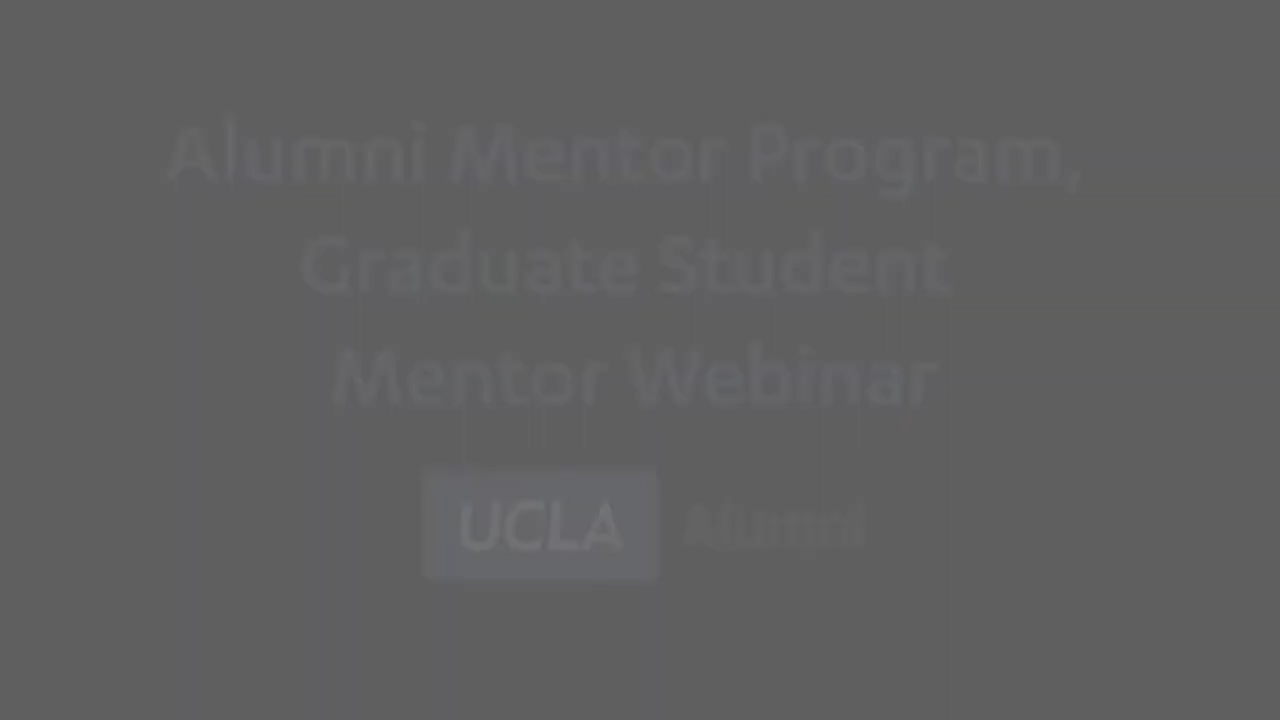 Alumni Mentor Program,
Graduate Student
Mentor Webinar
UCLA Alumni